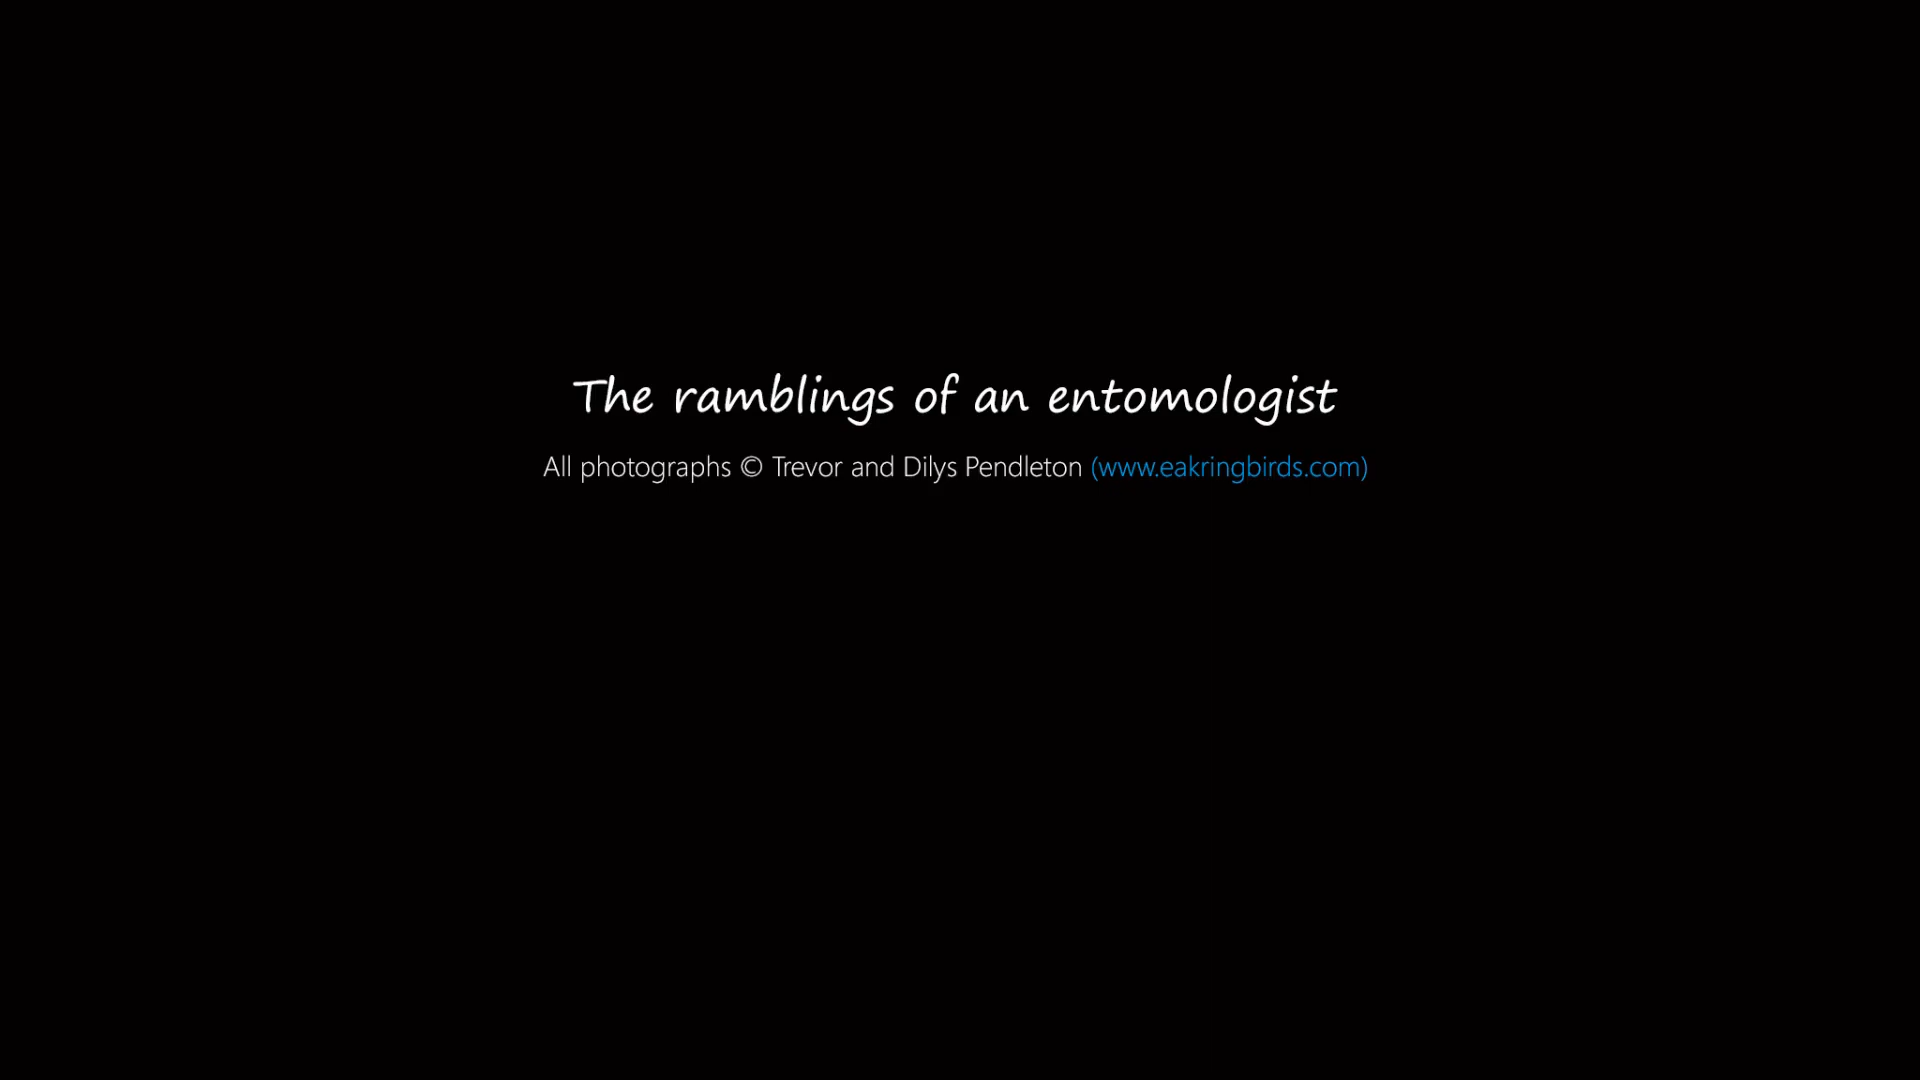 The ramblings of an entomologist
All photographs © Trevor and Dilys Pendleton (www.eakringbirds.com)